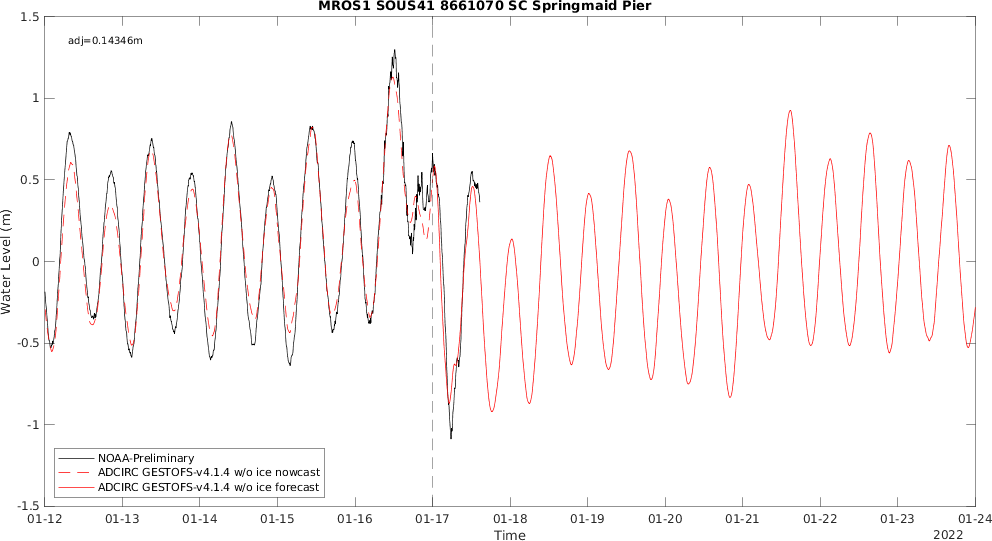 MROS1 SOUS41 8661070 SC Springmaid Pier
adj=0.14346m
1.5
1
0.5
0
-0.5
-1
-1.5
Water Level (m)
NOAA-Preliminary
ADCIRC GESTOFS-v4.1.4 w/o ice nowcast
ADCIRC GESTOFS-v4.1.4 w/o ice forecast
01-12 01-13 01-14 01-15 01-16 01-17 01-18 01-19 01-20 01-21 01-22 01-23 01-24
Time
2022